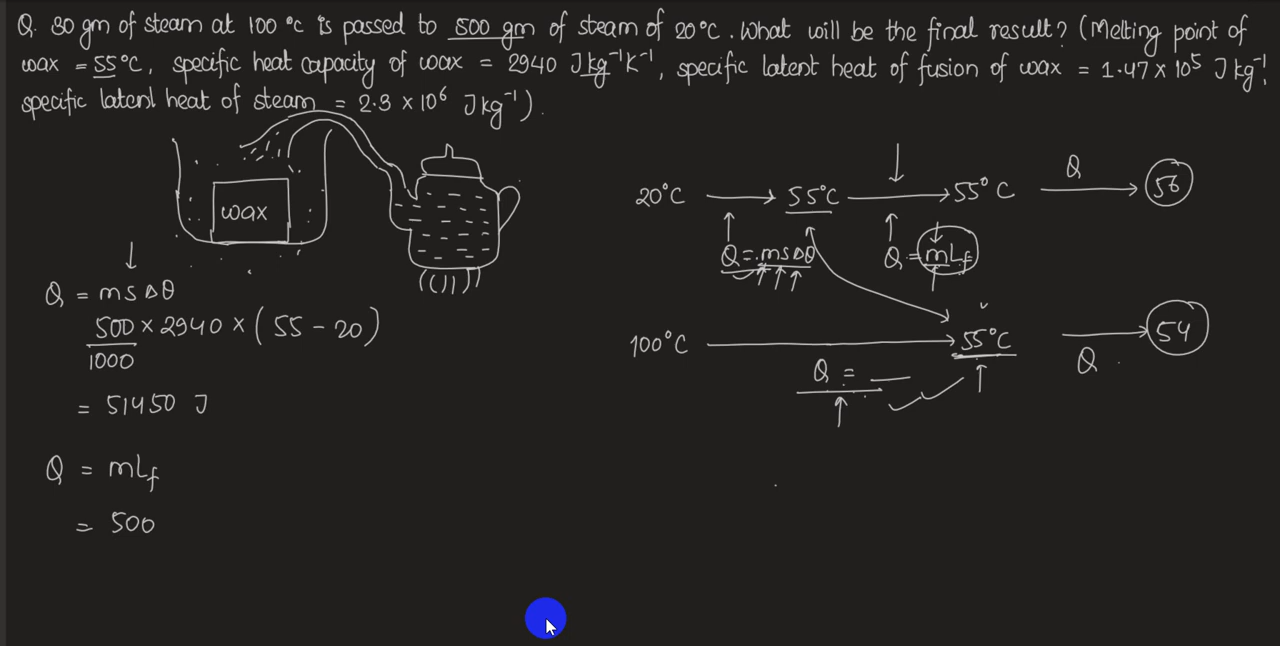 Q. 80 gm of steam at 100 °C is passed to 500 gm of steam of 20°C. What will be the final result? (Melting point of
wax = 55°C, specific heat capacity of wax = 2940 Jkg⁻¹K⁻¹, specific latent heat of fusion of wax = 1.47 × 10⁵ J kg⁻¹,
specific latent heat of steam = 2.3 × 10⁶ Jkg⁻¹).
wax
20°C → 55°C → 55°C Q → 56
Q = msΔθ Q = mLf
100°C → 55°C → 54
Q = Q
Q = msΔθ
500/1000 × 2940 × (55 - 20)
= 51450 J
Q = mLf
= 500